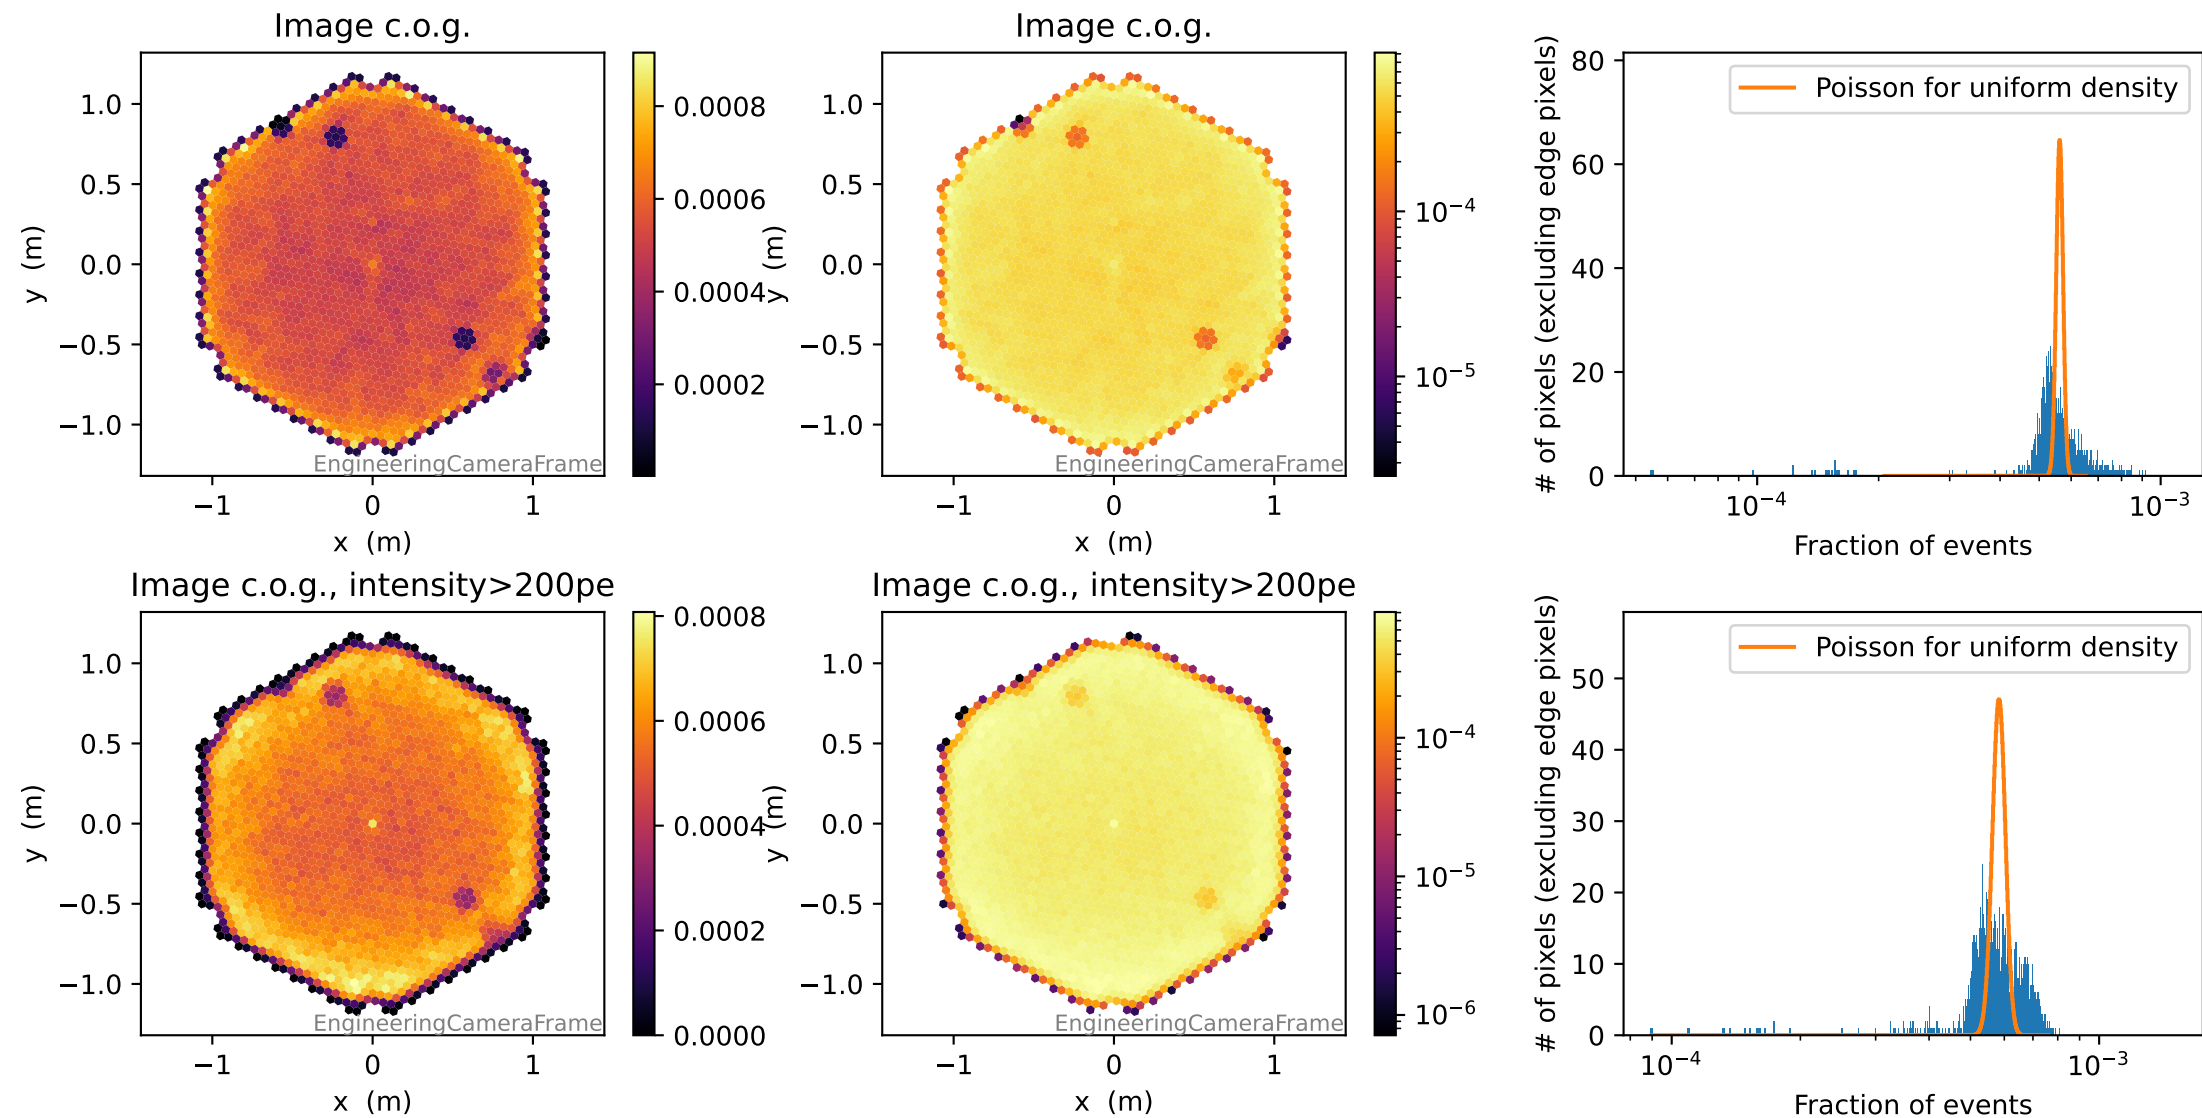 Image c.o.g.
1.0
0.5
0.0
−0.5
−1.0
y (m)
−1
0
1
x (m)
EngineeringCameraFrame
0.0008
0.0006
0.0004
0.0002
Image c.o.g.
1.0
0.5
0.0
−0.5
−1.0
y (m)
−1
0
1
x (m)
EngineeringCameraFrame
10−4
10−5
80
60
40
20
0
# of pixels (excluding edge pixels)
Poisson for uniform density
10−4
10−3
Fraction of events
Image c.o.g., intensity>200pe
1.0
0.5
0.0
−0.5
−1.0
y (m)
−1
0
1
x (m)
EngineeringCameraFrame
0.0008
0.0006
0.0004
0.0002
0.0000
Image c.o.g., intensity>200pe
1.0
0.5
0.0
−0.5
−1.0
y (m)
−1
0
1
x (m)
EngineeringCameraFrame
10−4
10−5
10−6
50
40
30
20
10
0
# of pixels (excluding edge pixels)
Poisson for uniform density
10−4
10−3
Fraction of events